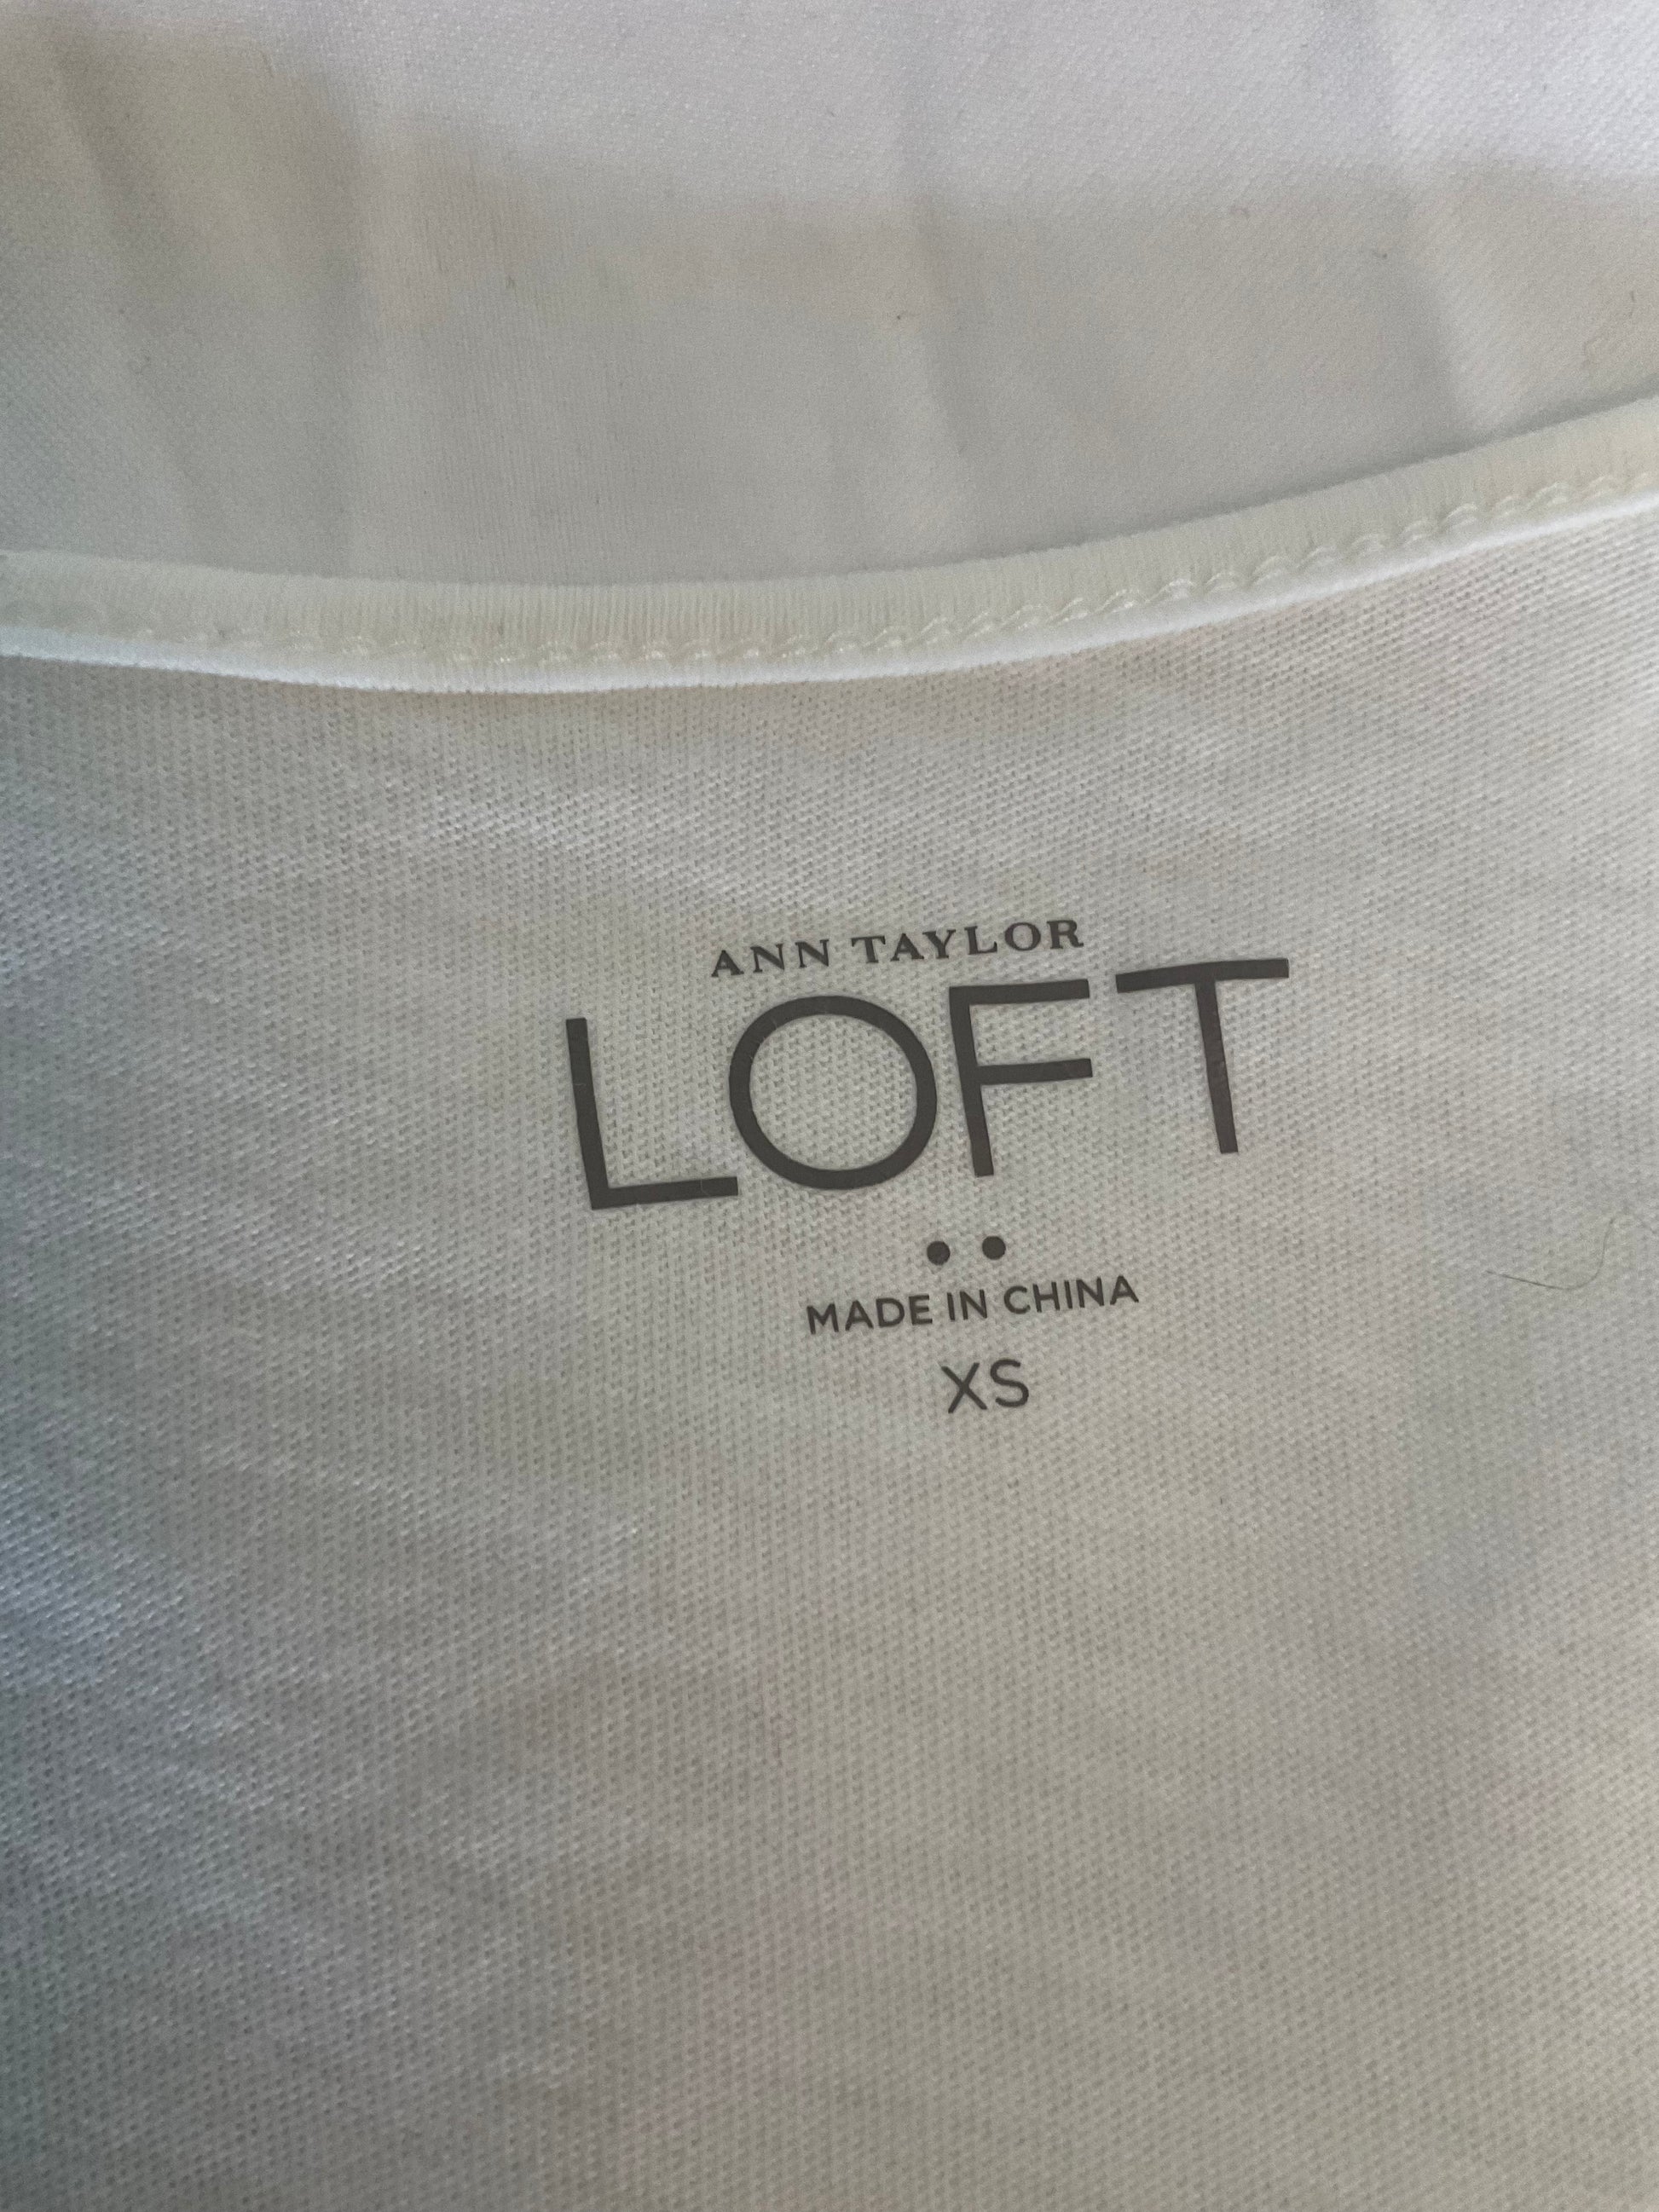 ANN TAYLOR
LOFT
MADE IN CHINA
XS